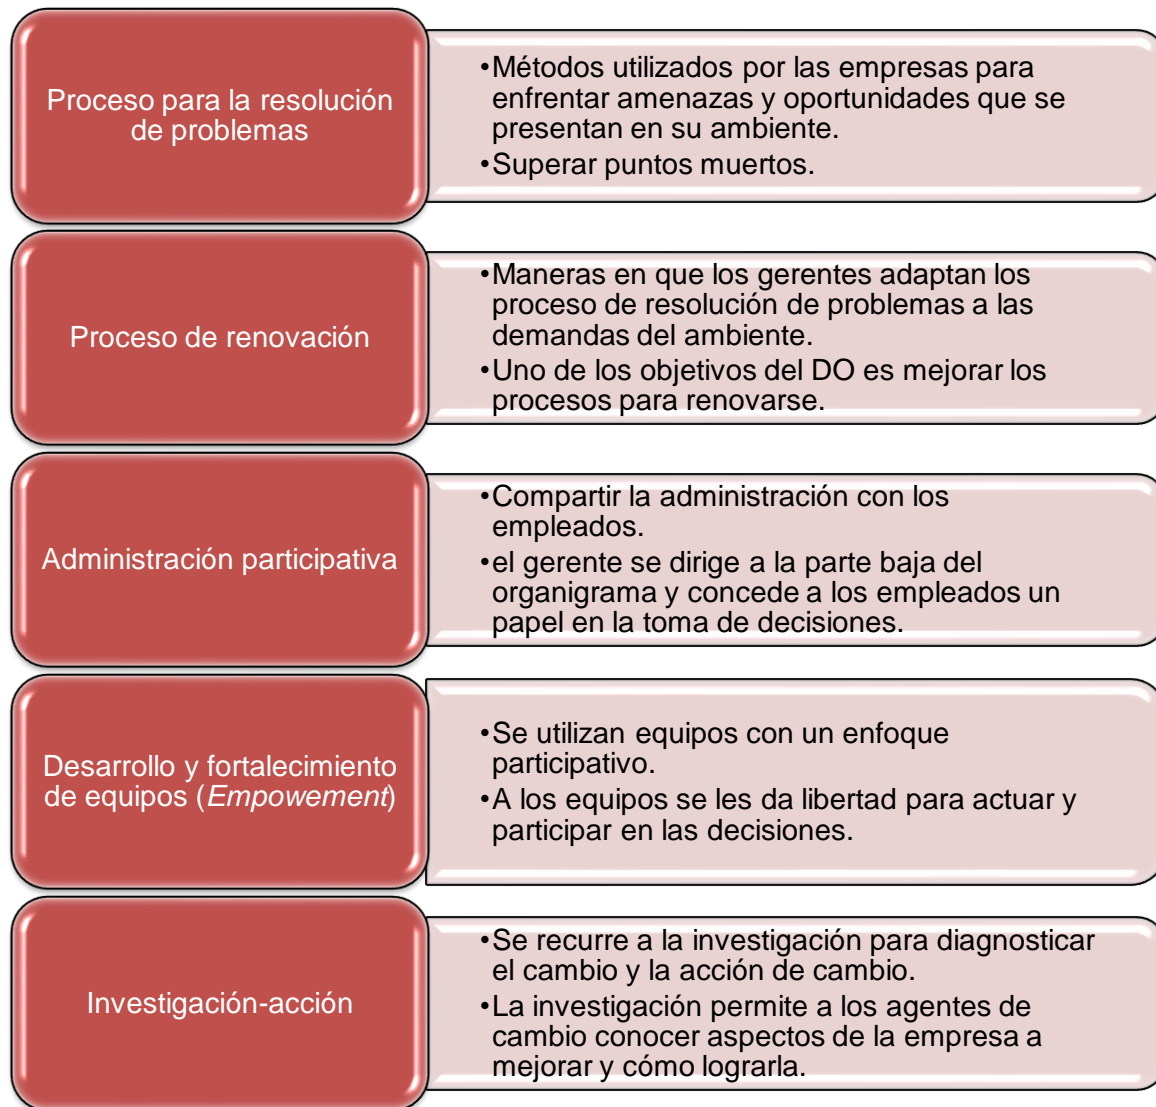 Proceso para la resolución
de problemas
•Métodos utilizados por las empresas para
enfrentar amenazas y oportunidades que se
presentan en su ambiente.
•Superar puntos muertos.
Proceso de renovación
•Maneras en que los gerentes adaptan los
proceso de resolución de problemas a las
demandas del ambiente.
•Uno de los objetivos del DO es mejorar los
procesos para renovarse.
Administración participativa
•Compartir la administración con los
empleados.
•el gerente se dirige a la parte baja del
organigrama y concede a los empleados un
papel en la toma de decisiones.
Desarrollo y fortalecimiento
de equipos (Empowement)
•Se utilizan equipos con un enfoque
participativo.
•A los equipos se les da libertad para actuar y
participar en las decisiones.
Investigación-acción
•Se recurre a la investigación para diagnosticar
el cambio y la acción de cambio.
•La investigación permite a los agentes de
cambio conocer aspectos de la empresa a
mejorar y cómo lograrla.